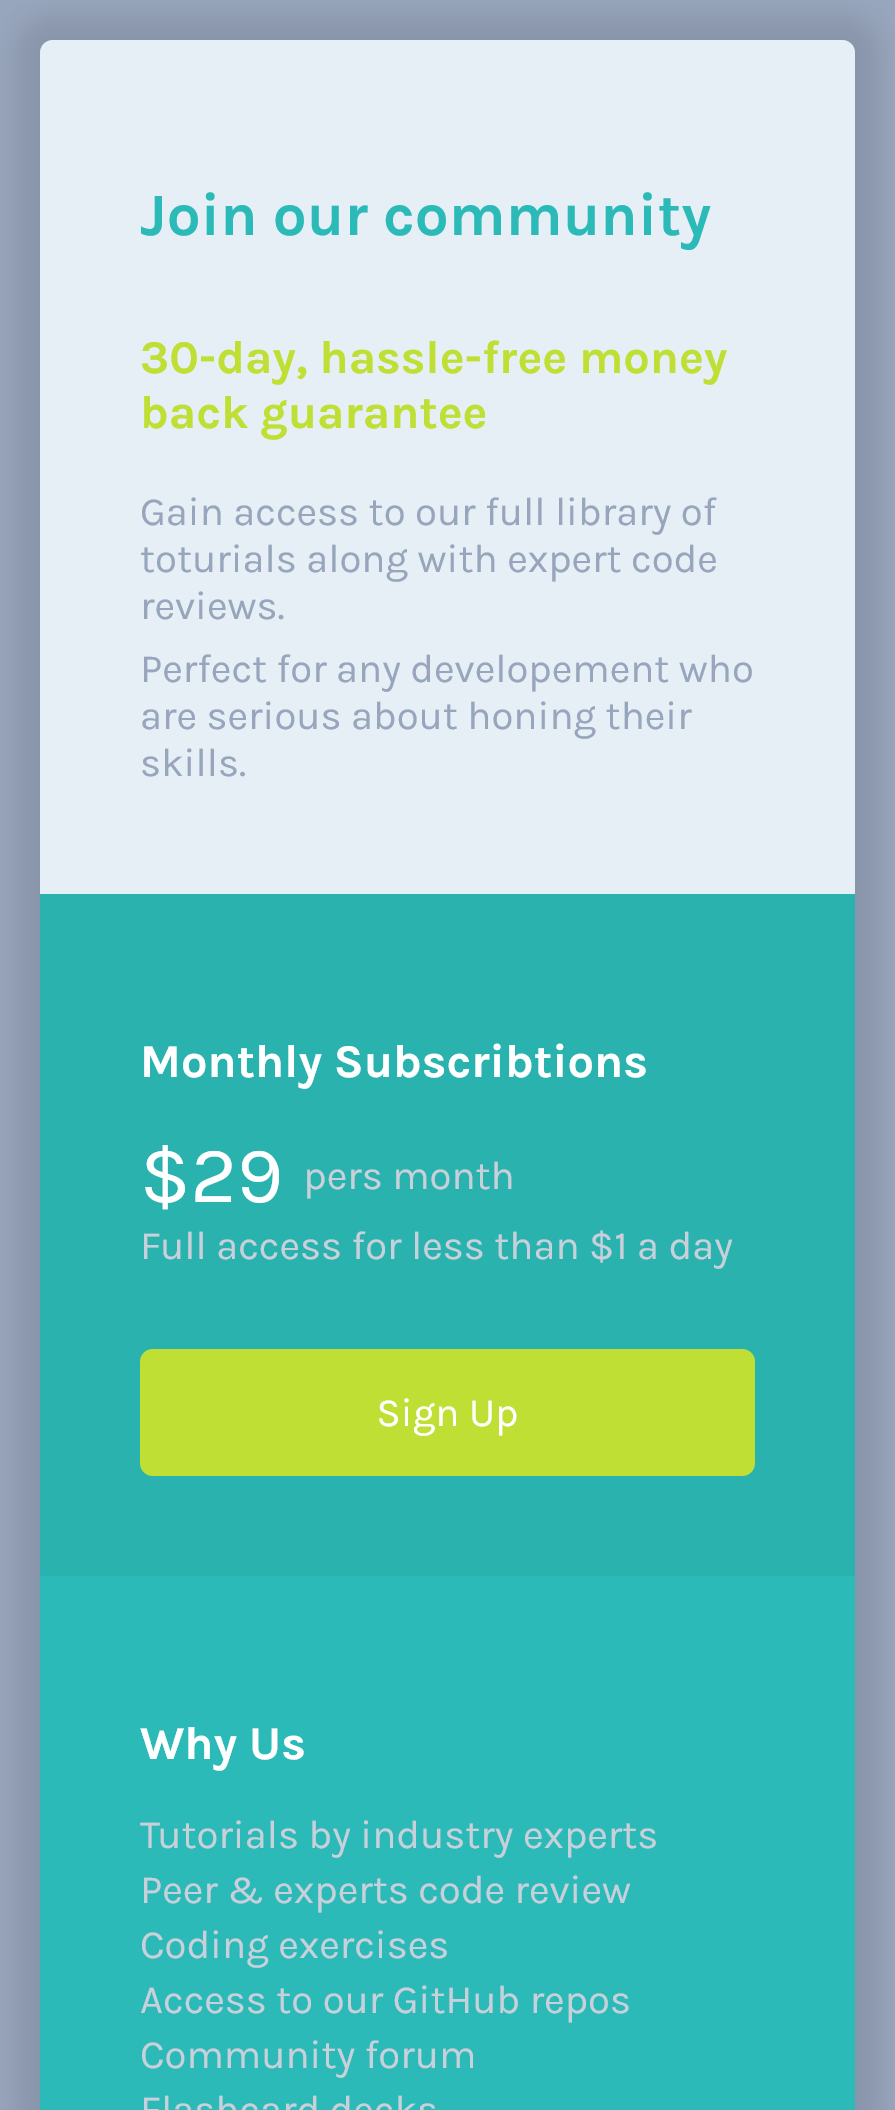 Join our community
30-day, hassle-free money
back guarantee
Gain access to our full library of
toturials along with expert code
reviews.
Perfect for any developement who
are serious about honing their
skills.
Monthly Subscribtions
$29 pers month
Full access for less than $1 a day
Sign Up
Why Us
Tutorials by industry experts
Peer & experts code review
Coding exercises
Access to our GitHub repos
Community forum
Flashcard decks